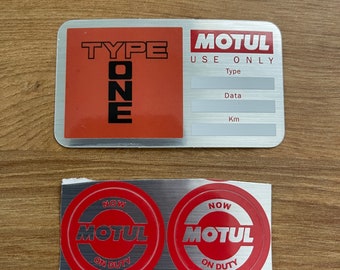 TYPE
ONE
MOTUL
USE ONLY
Type
Data
Km
NOW
MOTUL
ON DUTY
NOW
MOTUL
ON DUTY